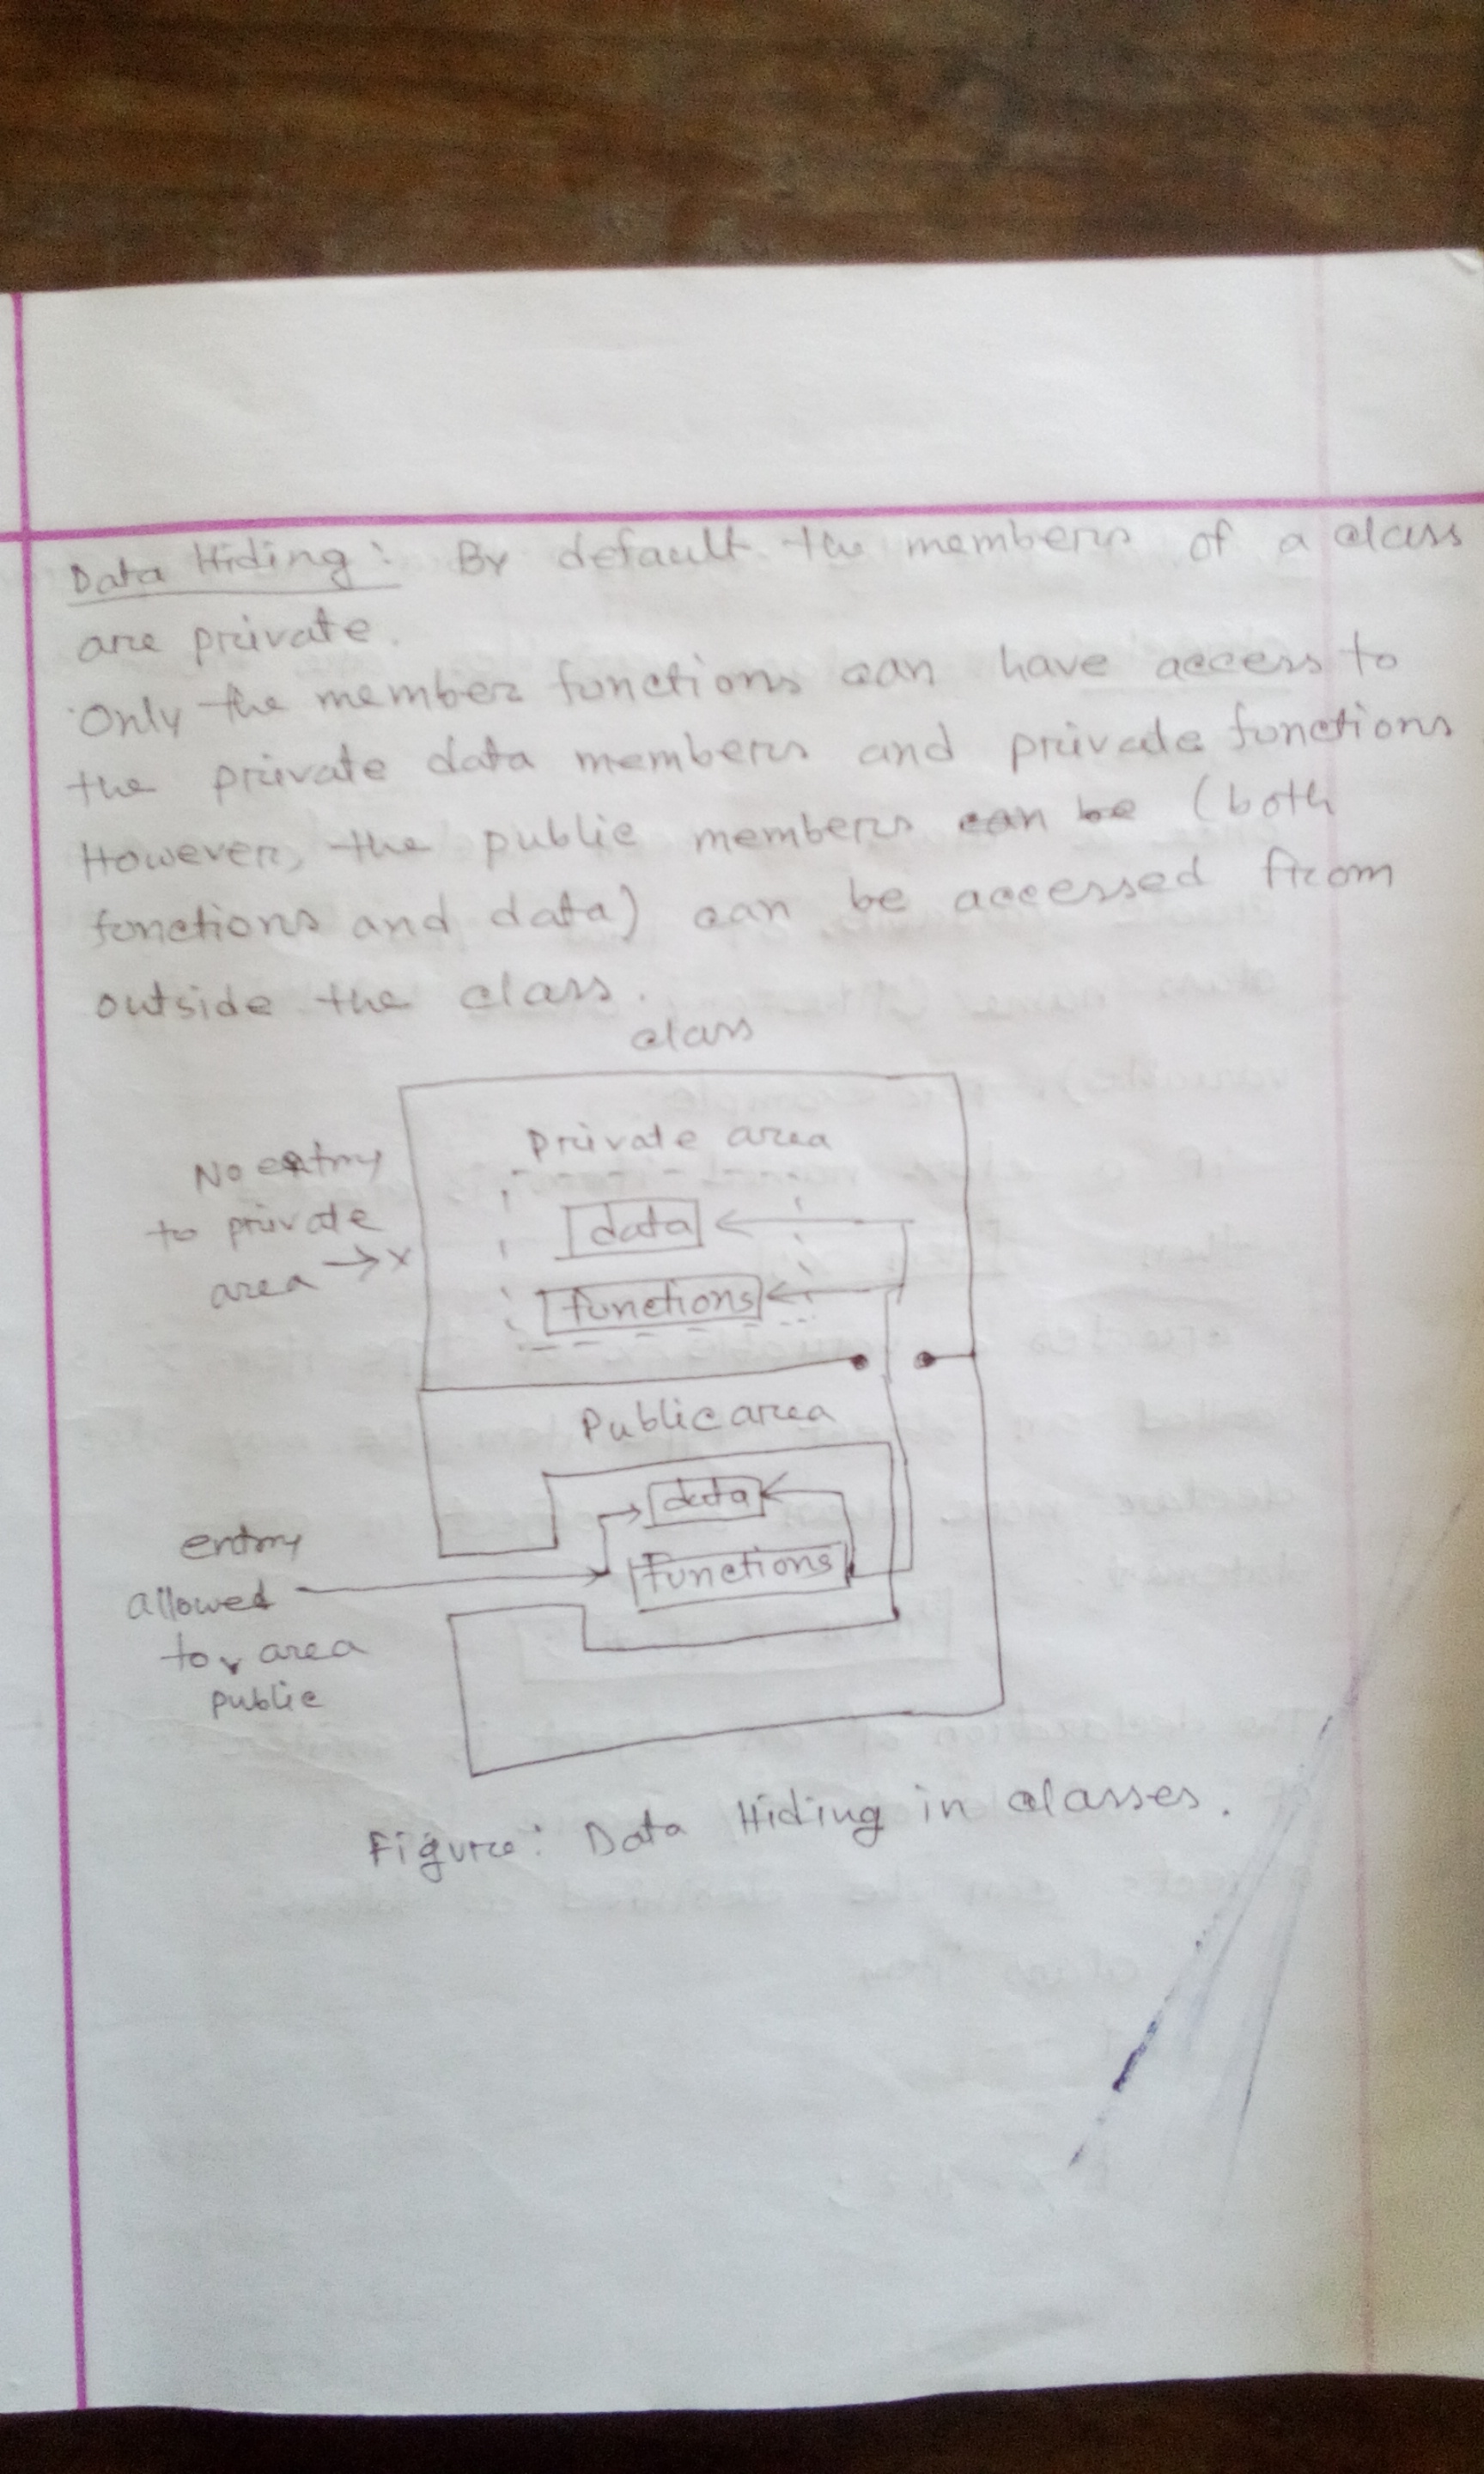 Data Hiding: By default the members of a class
are private.
Only the member functions can have access to
the private data members and private functions
However, the public members can be (both
functions and data) can be accessed from
outside the class.
class
Private area
No entry
to private
area → x
data
functions
Public area
data
functions
entry
allowed
to area
public
Figure: Data Hiding in classes.